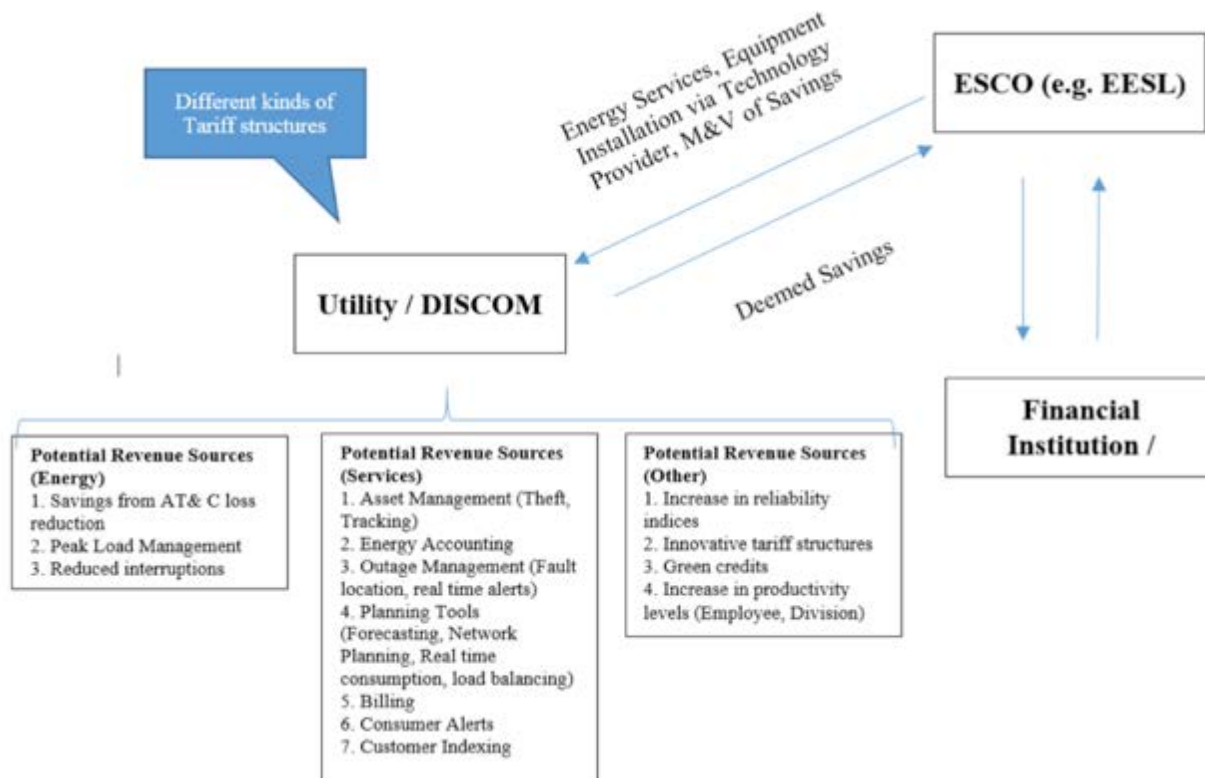 Different kinds of
Tariff structures
Energy Services, Equipment
Installation via Technology
Provider, M&V of Savings
ESCO (e.g. EESL)
Utility / DISCOM
Deemed Savings
Financial
Institution /
Potential Revenue Sources
(Energy)
1. Savings from AT& C loss
reduction
2. Peak Load Management
3. Reduced interruptions
Potential Revenue Sources
(Services)
1. Asset Management (Theft,
Tracking)
2. Energy Accounting
3. Outage Management (Fault
location, real time alerts)
4. Planning Tools
(Forecasting, Network
Planning, Real time
consumption, load balancing)
5. Billing
6. Consumer Alerts
7. Customer Indexing
Potential Revenue Sources
(Other)
1. Increase in reliability
indices
2. Innovative tariff structures
3. Green credits
4. Increase in productivity
levels (Employee, Division)